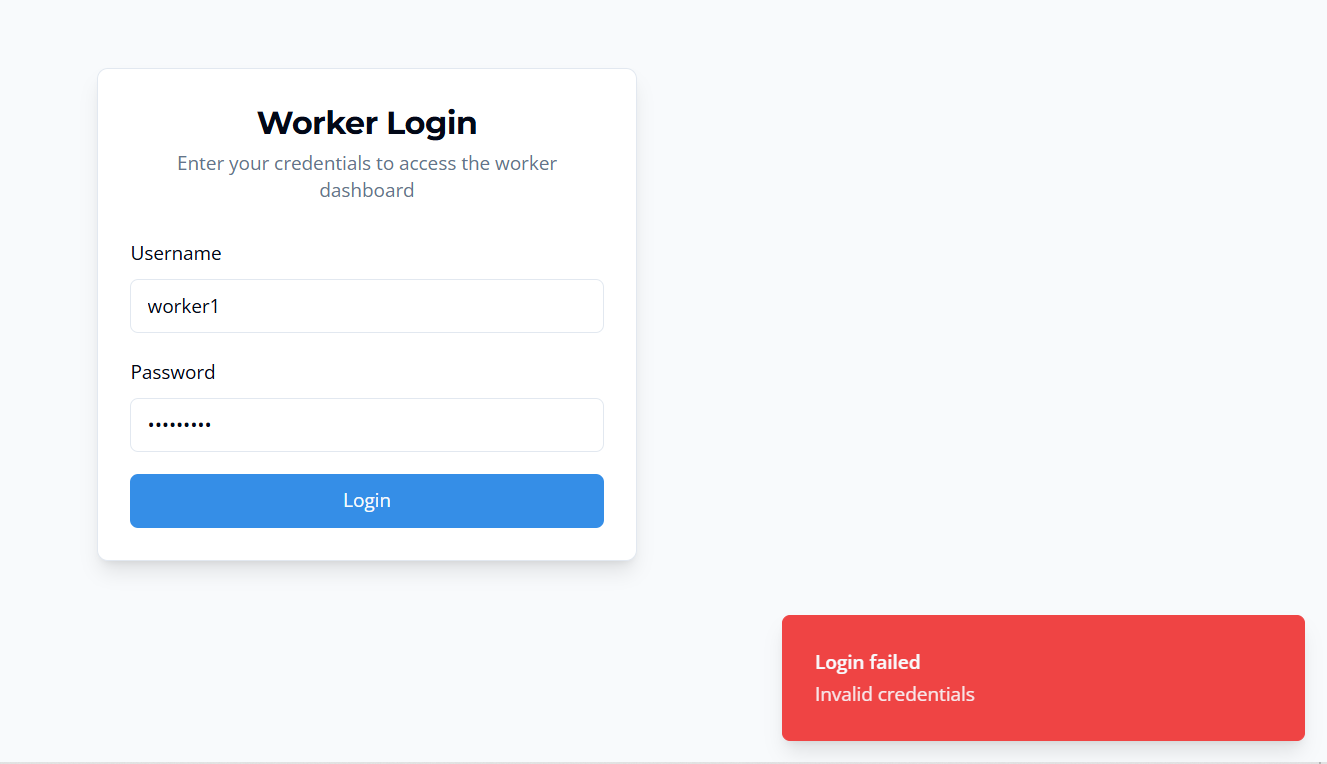 Worker Login
Enter your credentials to access the worker
dashboard
Username
worker1
Password
•••••••••
Login
Login failed
Invalid credentials